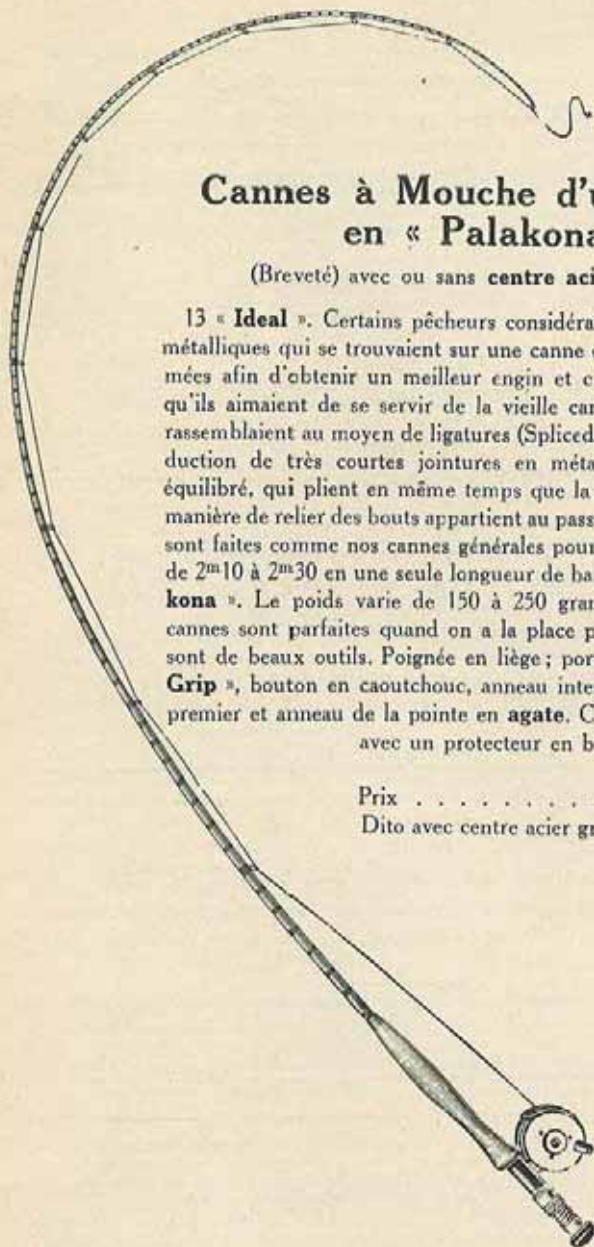 Cannes à Mouche d'u
en « Palakona
(Breveté) avec ou sans centre aci
13 « Ideal ». Certains pêcheurs considéra
métalliques qui se trouvaient sur une canne
mées afin d'obtenir un meilleur engin et c
qu'ils aimaient de se servir de la vieille can
rassemblaient au moyen de ligatures (Spliced
duction de très courtes jointures en méta
équilibré, qui plient en même temps que la
manière de relier des bouts appartient au pass
sont faites comme nos cannes générales pour
de 2m10 à 2m30 en une seule longueur de ba
kona ». Le poids varie de 150 à 250 gran
cannes sont parfaites quand on a la place p
sont de beaux outils. Poignée en liège ; por
Grip », bouton en caoutchouc, anneau inte
premier et anneau de la pointe en agate. C
avec un protecteur en b
Prix . . . . . . . .
Dito avec centre acier gr